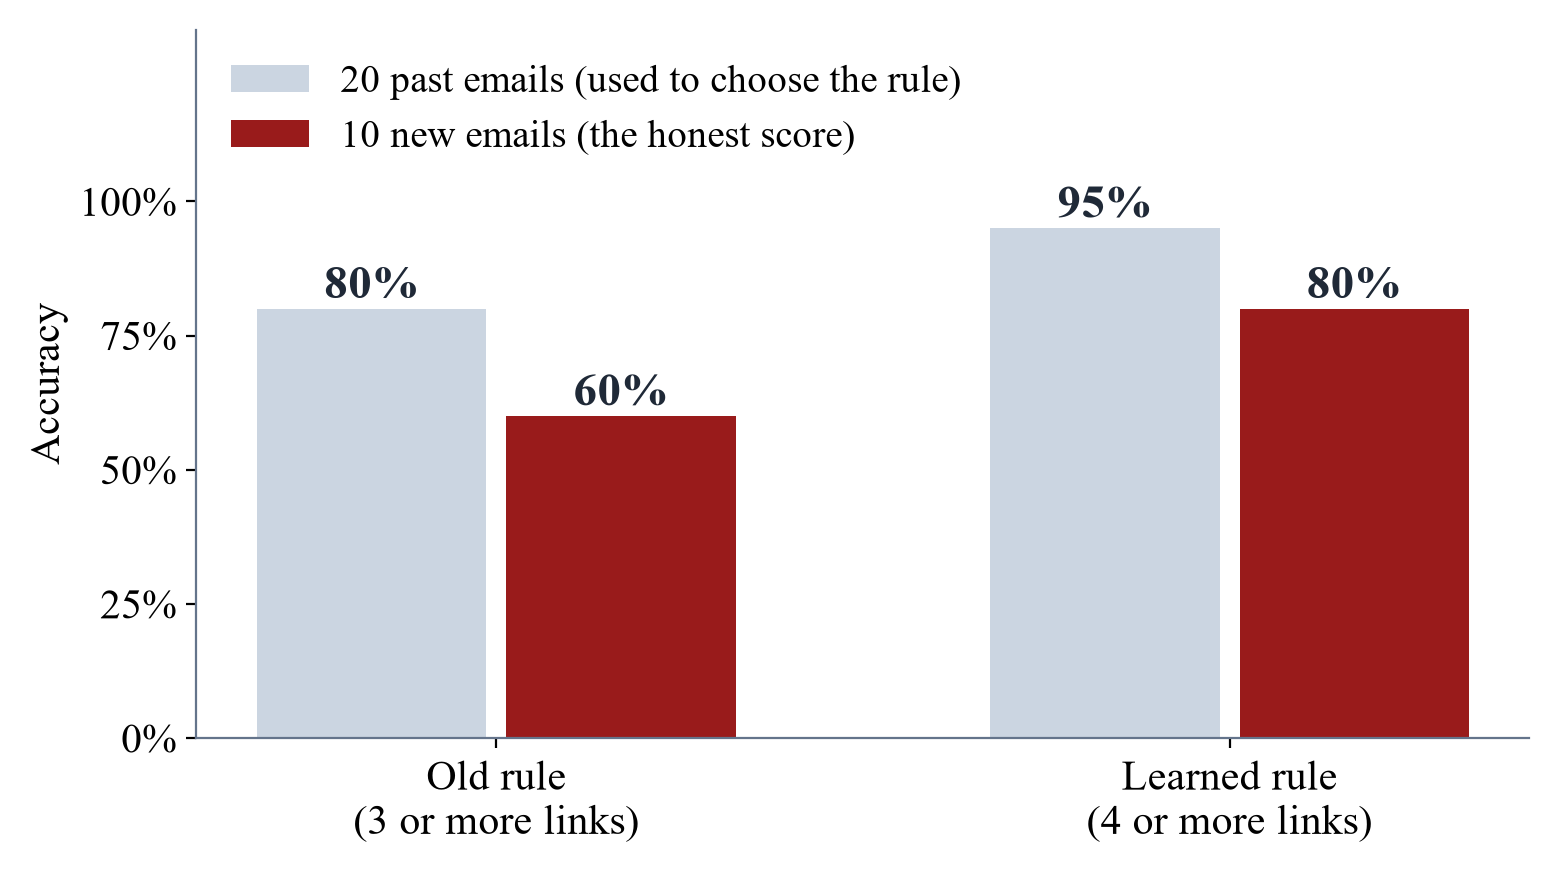 20 past emails (used to choose the rule)
10 new emails (the honest score)
Accuracy
100%
75%
50%
25%
0%
80%
60%
95%
80%
Old rule
(3 or more links)
Learned rule
(4 or more links)